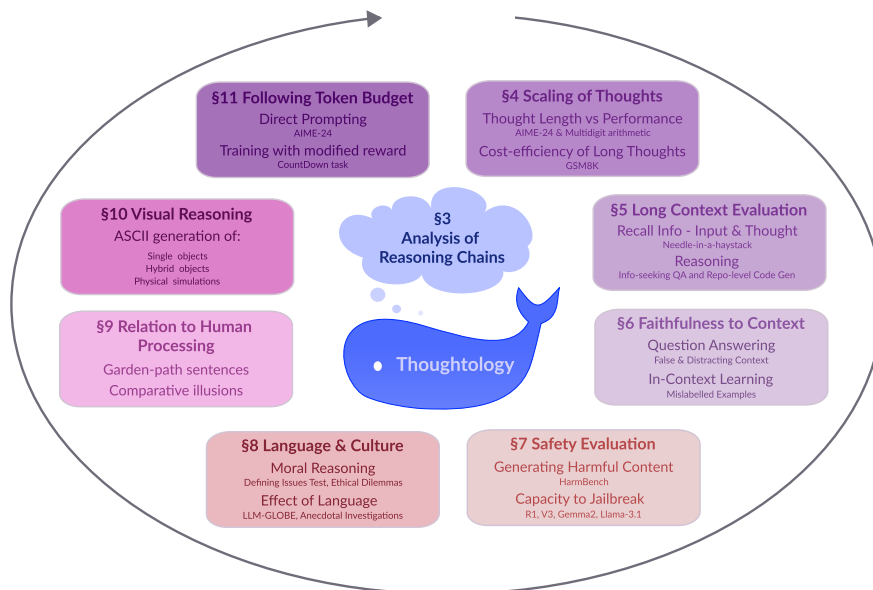 §11 Following Token Budget
Direct Prompting
AIME-24
Training with modified reward
CountDown task
§4 Scaling of Thoughts
Thought Length vs Performance
AIME-24 & Multidigit arithmetic
Cost-efficiency of Long Thoughts
GSM8K
§10 Visual Reasoning
ASCII generation of:
Single objects
Hybrid objects
Physical simulations
§3
Analysis of
Reasoning Chains
§5 Long Context Evaluation
Recall Info - Input & Thought
Needle-in-a-haystack
Reasoning
Info-seeking QA and Repo-level Code Gen
§9 Relation to Human
Processing
Garden-path sentences
Comparative illusions
Thoughtology
§6 Faithfulness to Context
Question Answering
False & Distracting Context
In-Context Learning
Mislabelled Examples
§8 Language & Culture
Moral Reasoning
Defining Issues Test, Ethical Dilemmas
Effect of Language
LLM-GLOBE, Anecdotal Investigations
§7 Safety Evaluation
Generating Harmful Content
HarmBench
Capacity to Jailbreak
R1, V3, Gemma2, Llama-3.1